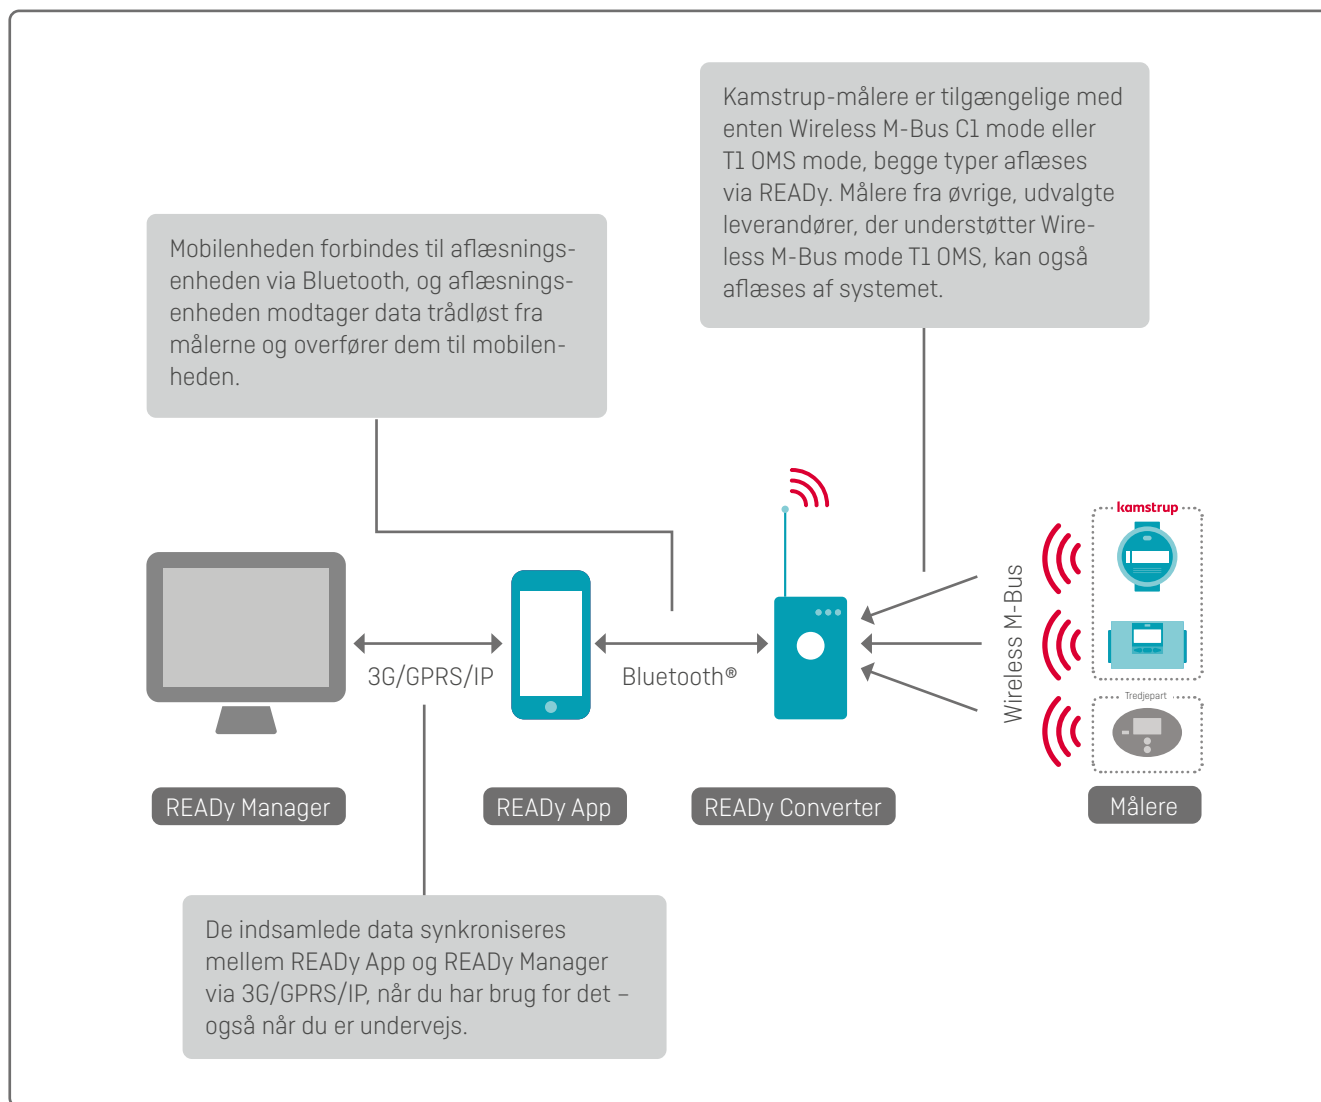 Kamstrup-målere er tilgængelige med
enten Wireless M-Bus C1 mode eller
T1 OMS mode, begge typer aflæses
via READy. Målere fra øvrige, udvalgte
leverandører, der understøtter Wire-
less M-Bus mode T1 OMS, kan også
aflæses af systemet.
Mobilenheden forbindes til aflæsnings-
enheden via Bluetooth, og aflæsnings-
enheden modtager data trådløst fra
målerne og overfører dem til mobilen-
heden.
kamstrup
Wireless M-Bus
3G/GPRS/IP
Bluetooth®
Tredjepart
READy Manager
READy App
READy Converter
Målere
De indsamlede data synkroniseres
mellem READy App og READy Manager
via 3G/GPRS/IP, når du har brug for det –
også når du er undervejs.